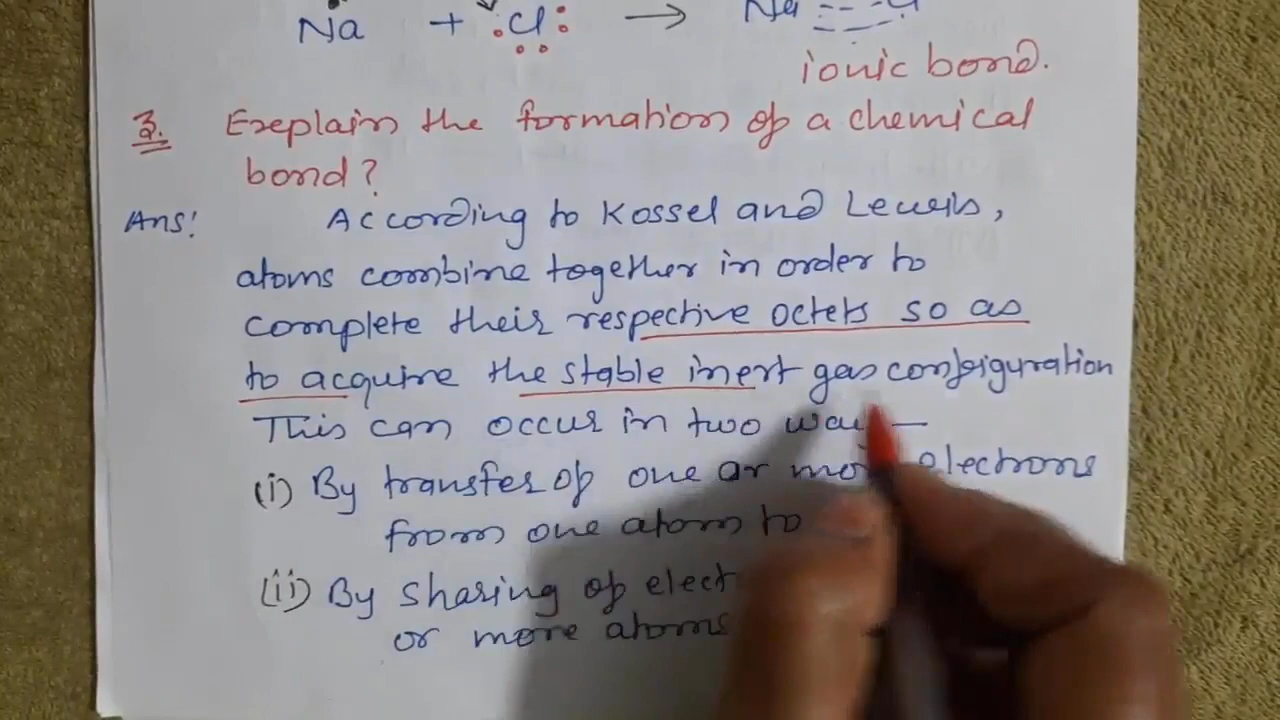 Na + Cl → Na Cl
ionic bond.
3. Explain the formation of a chemical
bond?
Ans: According to Kossel and Lewis,
atoms combine together in order to
complete their respective octets so as
to acquire the stable inert gas configuration
This can occur in two —
(i) By transfer of one or electrons
from one atom to
(ii) By sharing of
or more atoms